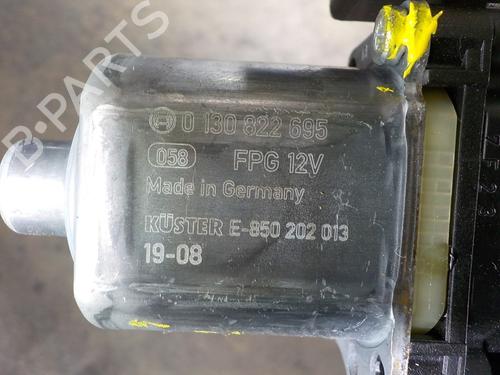 0 130 822 695
058 FPG 12V
Made in Germany
KÜSTER E-850 202 013
19-08
B-PARTS